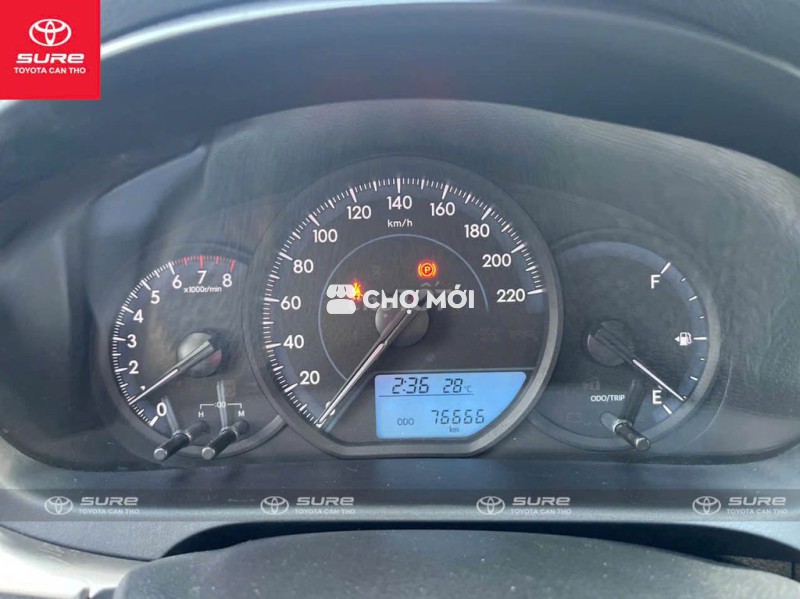 SURE
TOYOTA CAN THO
0
1
2
3
4
5
6
7
8
x1000r/min
:00
H
M
0
20
40
60
80
100
120
140
160
180
200
220
km/h
P
CHỢ MỚI
2:36 28°C
ODO 76666
km
F
E
ODO/TRIP
SURE
TOYOTA CAN THO
SURE
TOYOTA CAN THO
SURE
TOYOTA CAN THO
SURE
TOYOTA CAN THO